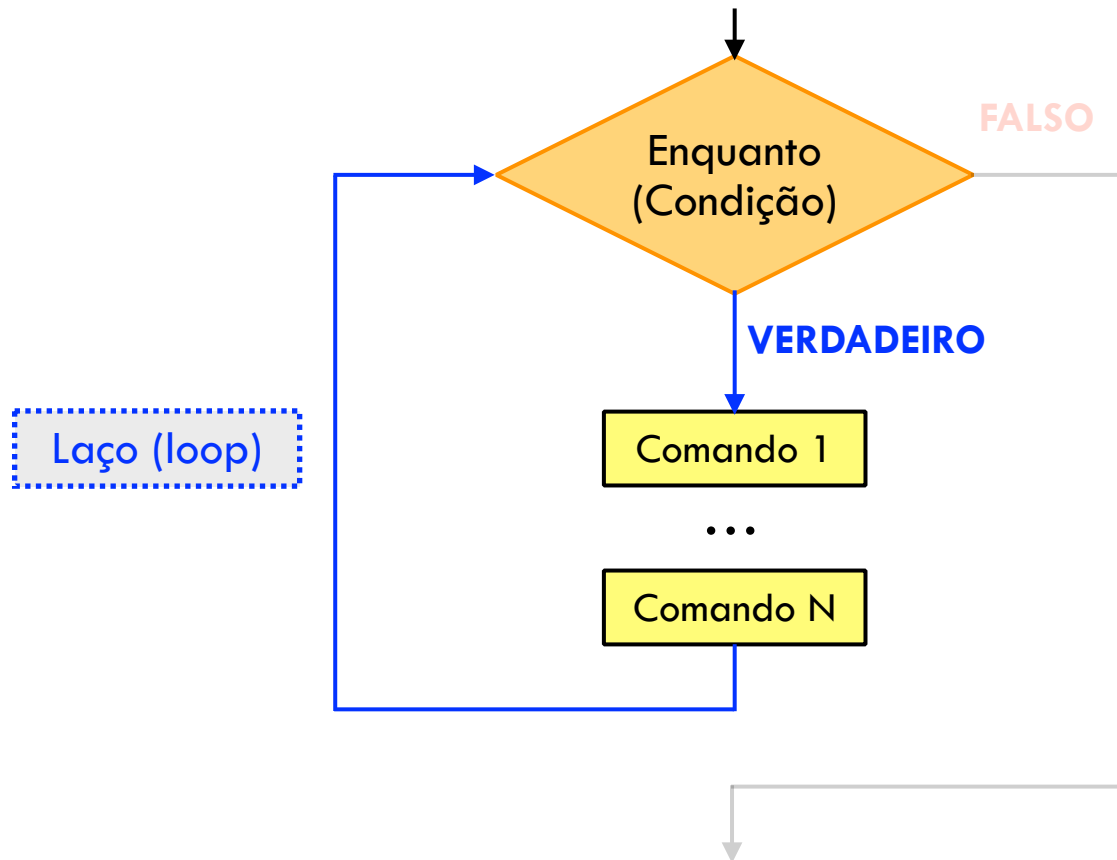 FALSO
Enquanto
(Condição)
VERDADEIRO
Laço (loop)
Comando 1
...
Comando N